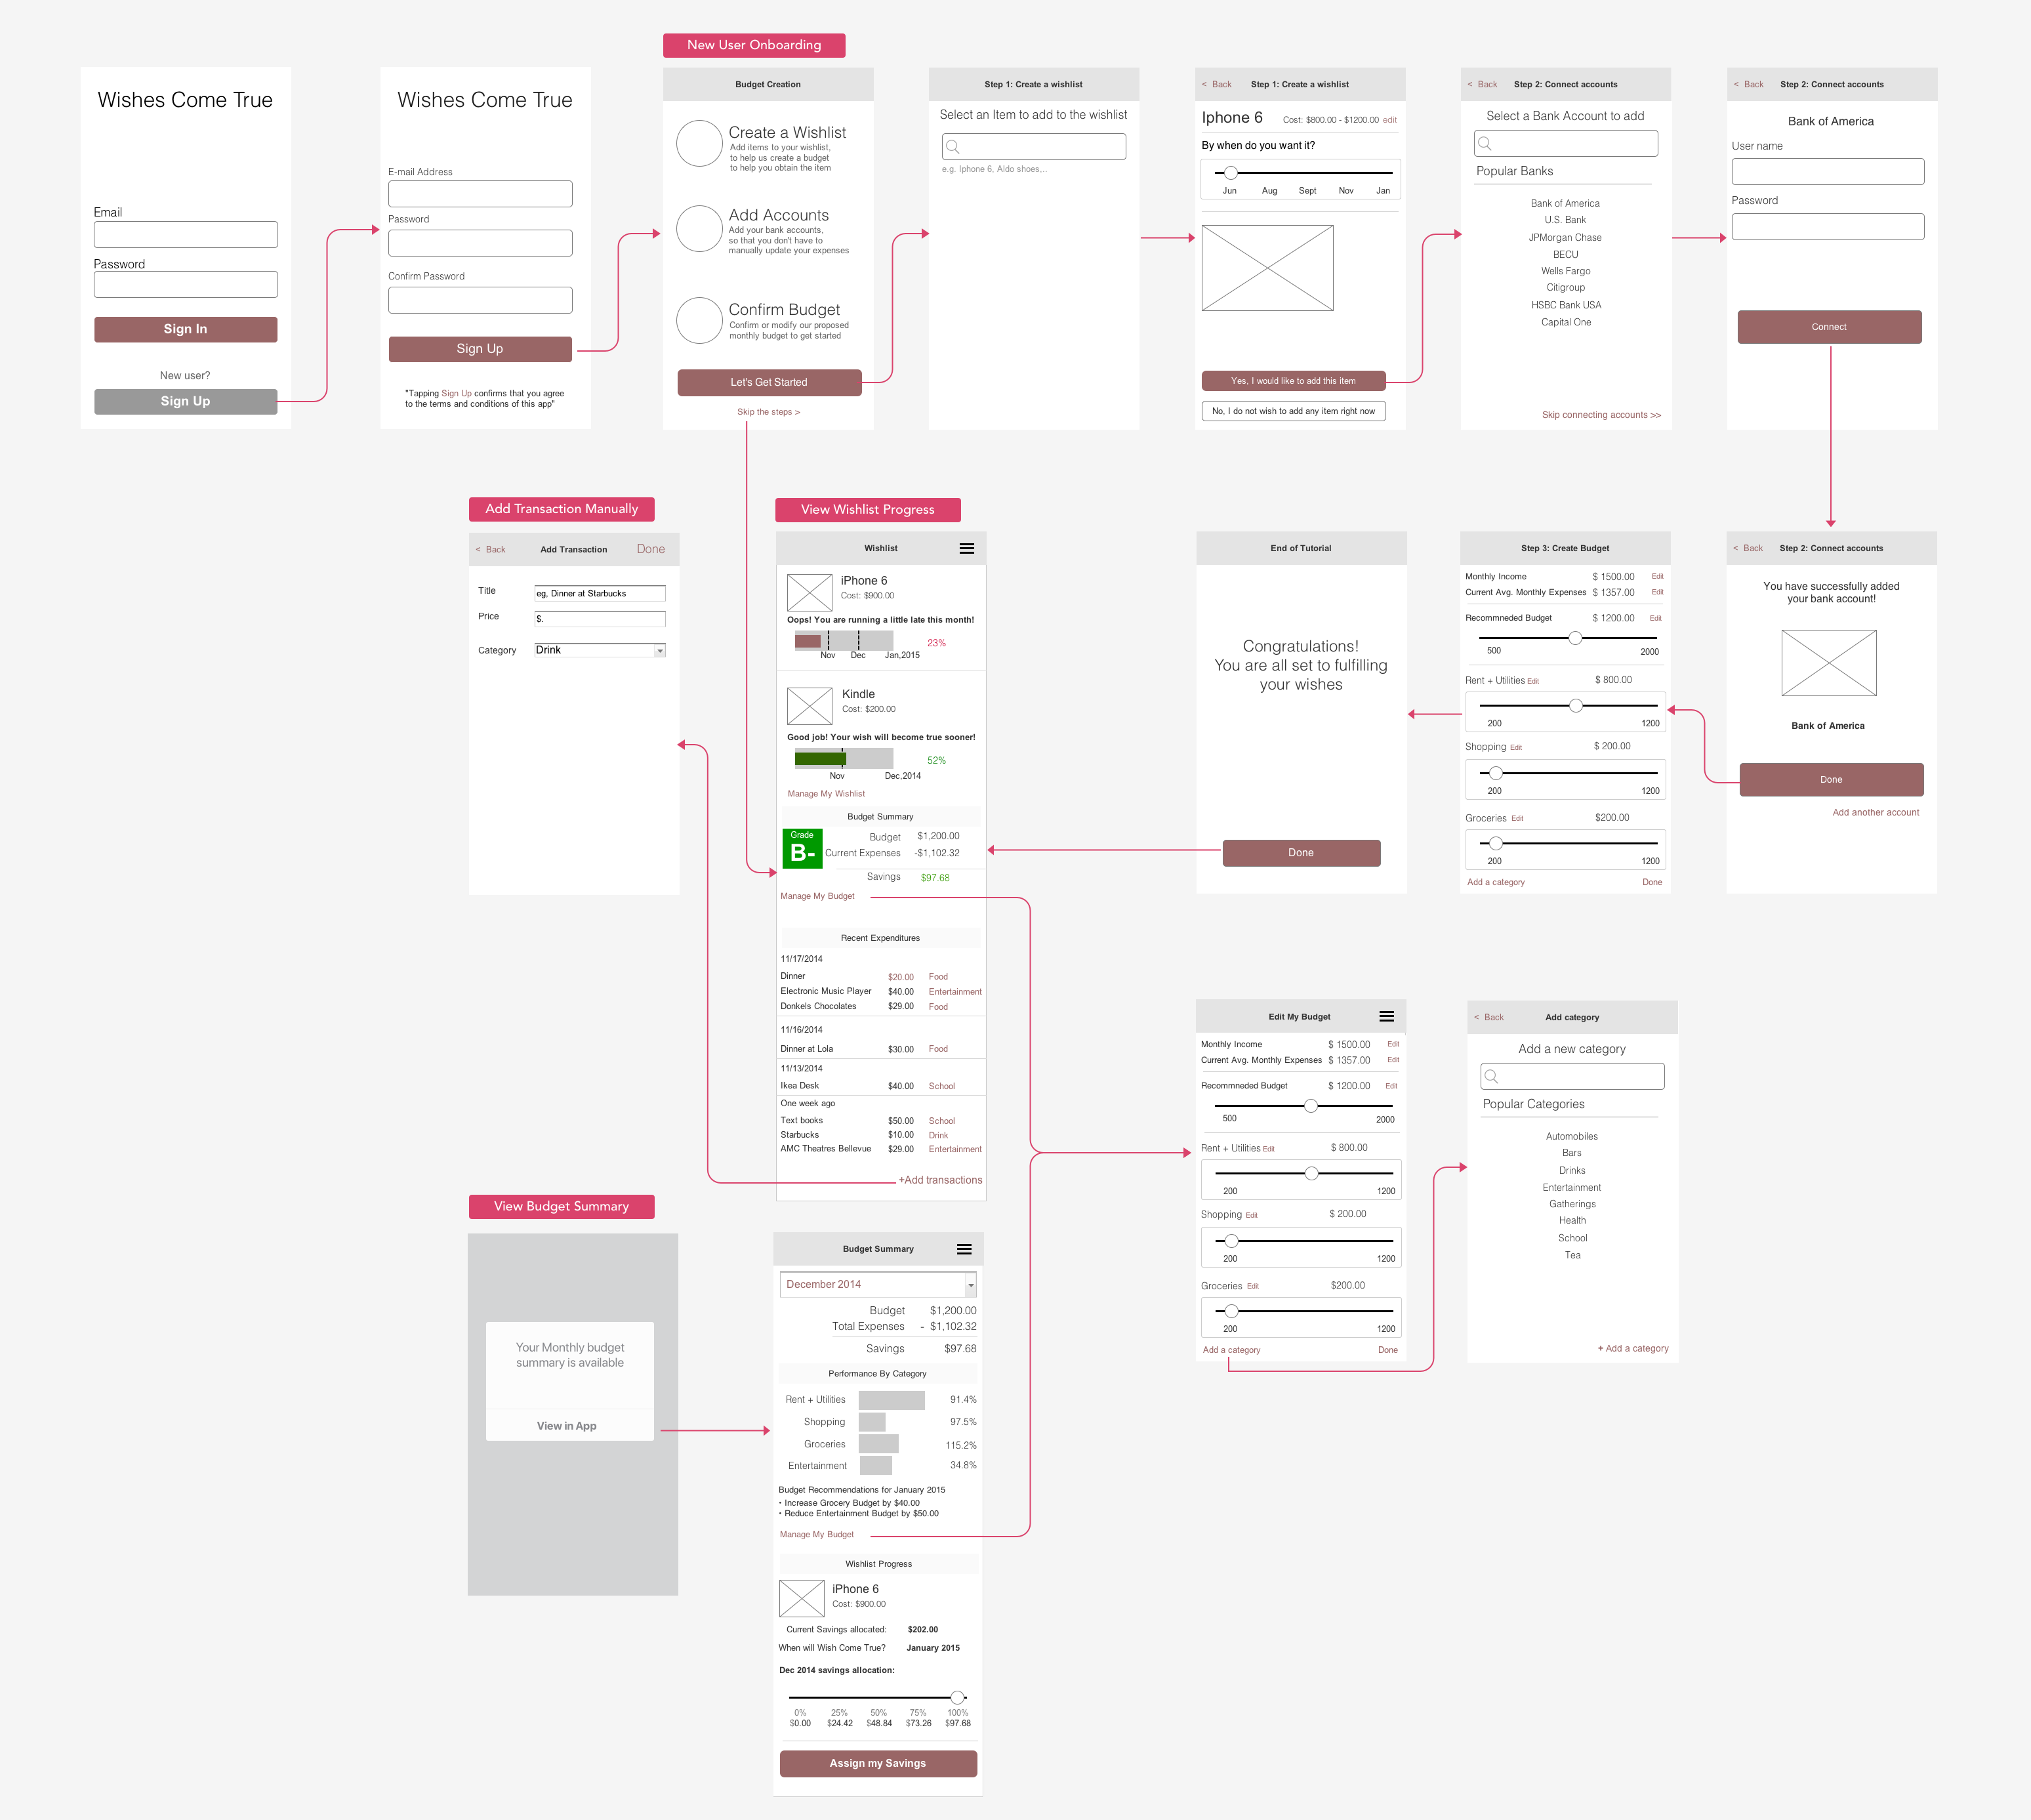 New User Onboarding
Wishes Come True
Email
Password
Sign In
New user?
Sign Up
Wishes Come True
E-mail Address
Password
Confirm Password
Sign Up
"Tapping Sign Up confirms that you agree
to the terms and conditions of this app"
Budget Creation
Create a Wishlist
Add items to your wishlist,
to help us create a budget
to help you obtain the item
Add Accounts
Add your bank accounts,
so that you don't have to
manually update your expenses
Confirm Budget
Confirm or modify our proposed
monthly budget to get started
Let's Get Started
Skip the steps >
Step 1: Create a wishlist
Select an Item to add to the wishlist
e.g. Iphone 6, Aldo shoes,..
< Back Step 1: Create a wishlist
Iphone 6 Cost: $800.00 - $1200.00 edit
By when do you want it?
Jun Aug Sept Nov Jan
Yes, I would like to add this item
No, I do not wish to add any item right now
< Back Step 2: Connect accounts
Select a Bank Account to add
Popular Banks
Bank of America
U.S. Bank
JPMorgan Chase
BECU
Wells Fargo
Citigroup
HSBC Bank USA
Capital One
Skip connecting accounts >>
< Back Step 2: Connect accounts
Bank of America
User name
Password
Connect
Add Transaction Manually
< Back Add Transaction Done
Title eg, Dinner at Starbucks
Price $.
Category Drink
View Wishlist Progress
Wishlist
iPhone 6
Cost: $900.00
Oops! You are running a little late this month!
23%
Nov Dec Jan,2015
Kindle
Cost: $200.00
Good job! Your wish will become true sooner!
52%
Nov Dec,2014
Manage My Wishlist
Budget Summary
Grade
B-
Budget $1,200.00
Current Expenses -$1,102.32
Savings $97.68
Manage My Budget
Recent Expenditures
11/17/2014
Dinner $20.00 Food
Electronic Music Player $40.00 Entertainment
Donkels Chocolates $29.00 Food
11/16/2014
Dinner at Lola $30.00 Food
11/13/2014
Ikea Desk $40.00 School
One week ago
Text books $50.00 School
Starbucks $10.00 Drink
AMC Theatres Bellevue $29.00 Entertainment
+Add transactions
End of Tutorial
Congratulations!
You are all set to fulfilling
your wishes
Done
Step 3: Create Budget
Monthly Income $ 1500.00 Edit
Current Avg. Monthly Expenses $ 1357.00 Edit
Recommneded Budget $ 1200.00 Edit
500 2000
Rent + Utilities Edit $ 800.00
200 1200
Shopping Edit $ 200.00
200 1200
Groceries Edit $200.00
200 1200
Add a category Done
< Back Step 2: Connect accounts
You have successfully added
your bank account!
Bank of America
Done
Add another account
Edit My Budget
Monthly Income $ 1500.00 Edit
Current Avg. Monthly Expenses $ 1357.00 Edit
Recommneded Budget $ 1200.00 Edit
500 2000
Rent + Utilities Edit $ 800.00
200 1200
Shopping Edit $ 200.00
200 1200
Groceries Edit $200.00
200 1200
Add a category Done
< Back Add category
Add a new category
Popular Categories
Automobiles
Bars
Drinks
Entertainment
Gatherings
Health
School
Tea
+ Add a category
View Budget Summary
Your Monthly budget
summary is available
View in App
Budget Summary
December 2014
Budget $1,200.00
Total Expenses - $1,102.32
Savings $97.68
Performance By Category
Rent + Utilities 91.4%
Shopping 97.5%
Groceries 115.2%
Entertainment 34.8%
Budget Recommendations for January 2015
• Increase Grocery Budget by $40.00
• Reduce Entertainment Budget by $50.00
Manage My Budget
Wishlist Progress
iPhone 6
Cost: $900.00
Current Savings allocated: $202.00
When will Wish Come True? January 2015
Dec 2014 savings allocation:
0% 25% 50% 75% 100%
$0.00 $24.42 $48.84 $73.26 $97.68
Assign my Savings